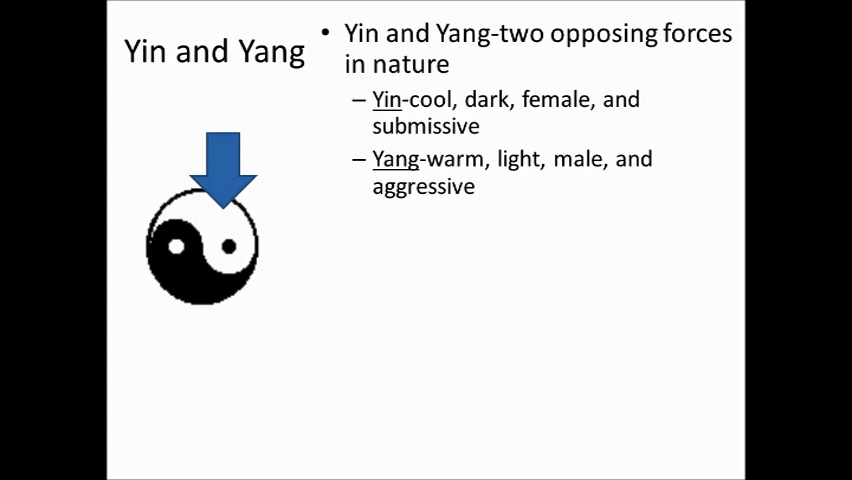 Yin and Yang
• Yin and Yang-two opposing forces
in nature
– Yin-cool, dark, female, and
submissive
– Yang-warm, light, male, and
aggressive